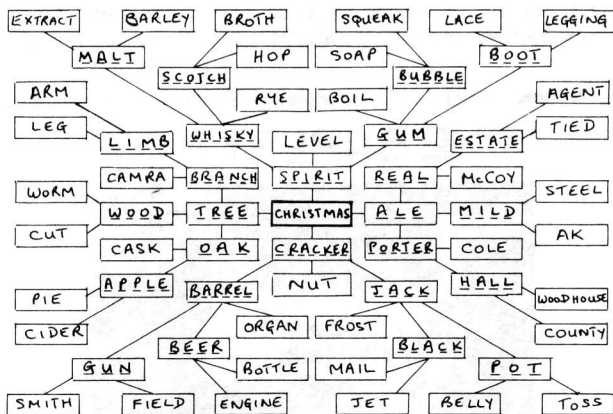 EXTRACT BARLEY BROTH SQUEAK LACE LEGGING
MALT HOP SOAP BOOT
SCOTCH BUBBLE
ARM RYE BOIL AGENT
LEG LIMB WHISKY LEVEL GUM ESTATE TIED
CAMRA BRANCH SPIRIT REAL McCOY
WORM STEEL
WOOD TREE CHRISTMAS ALE MILD
CUT AK
CASK OAK CRACKER PORTER COLE
APPLE BARREL NUT JACK HALL
PIE WOODHOUSE
CIDER ORGAN FROST COUNTY
BEER BLACK
GUN BOTTLE MAIL POT
SMITH FIELD ENGINE JET BELLY TOSS